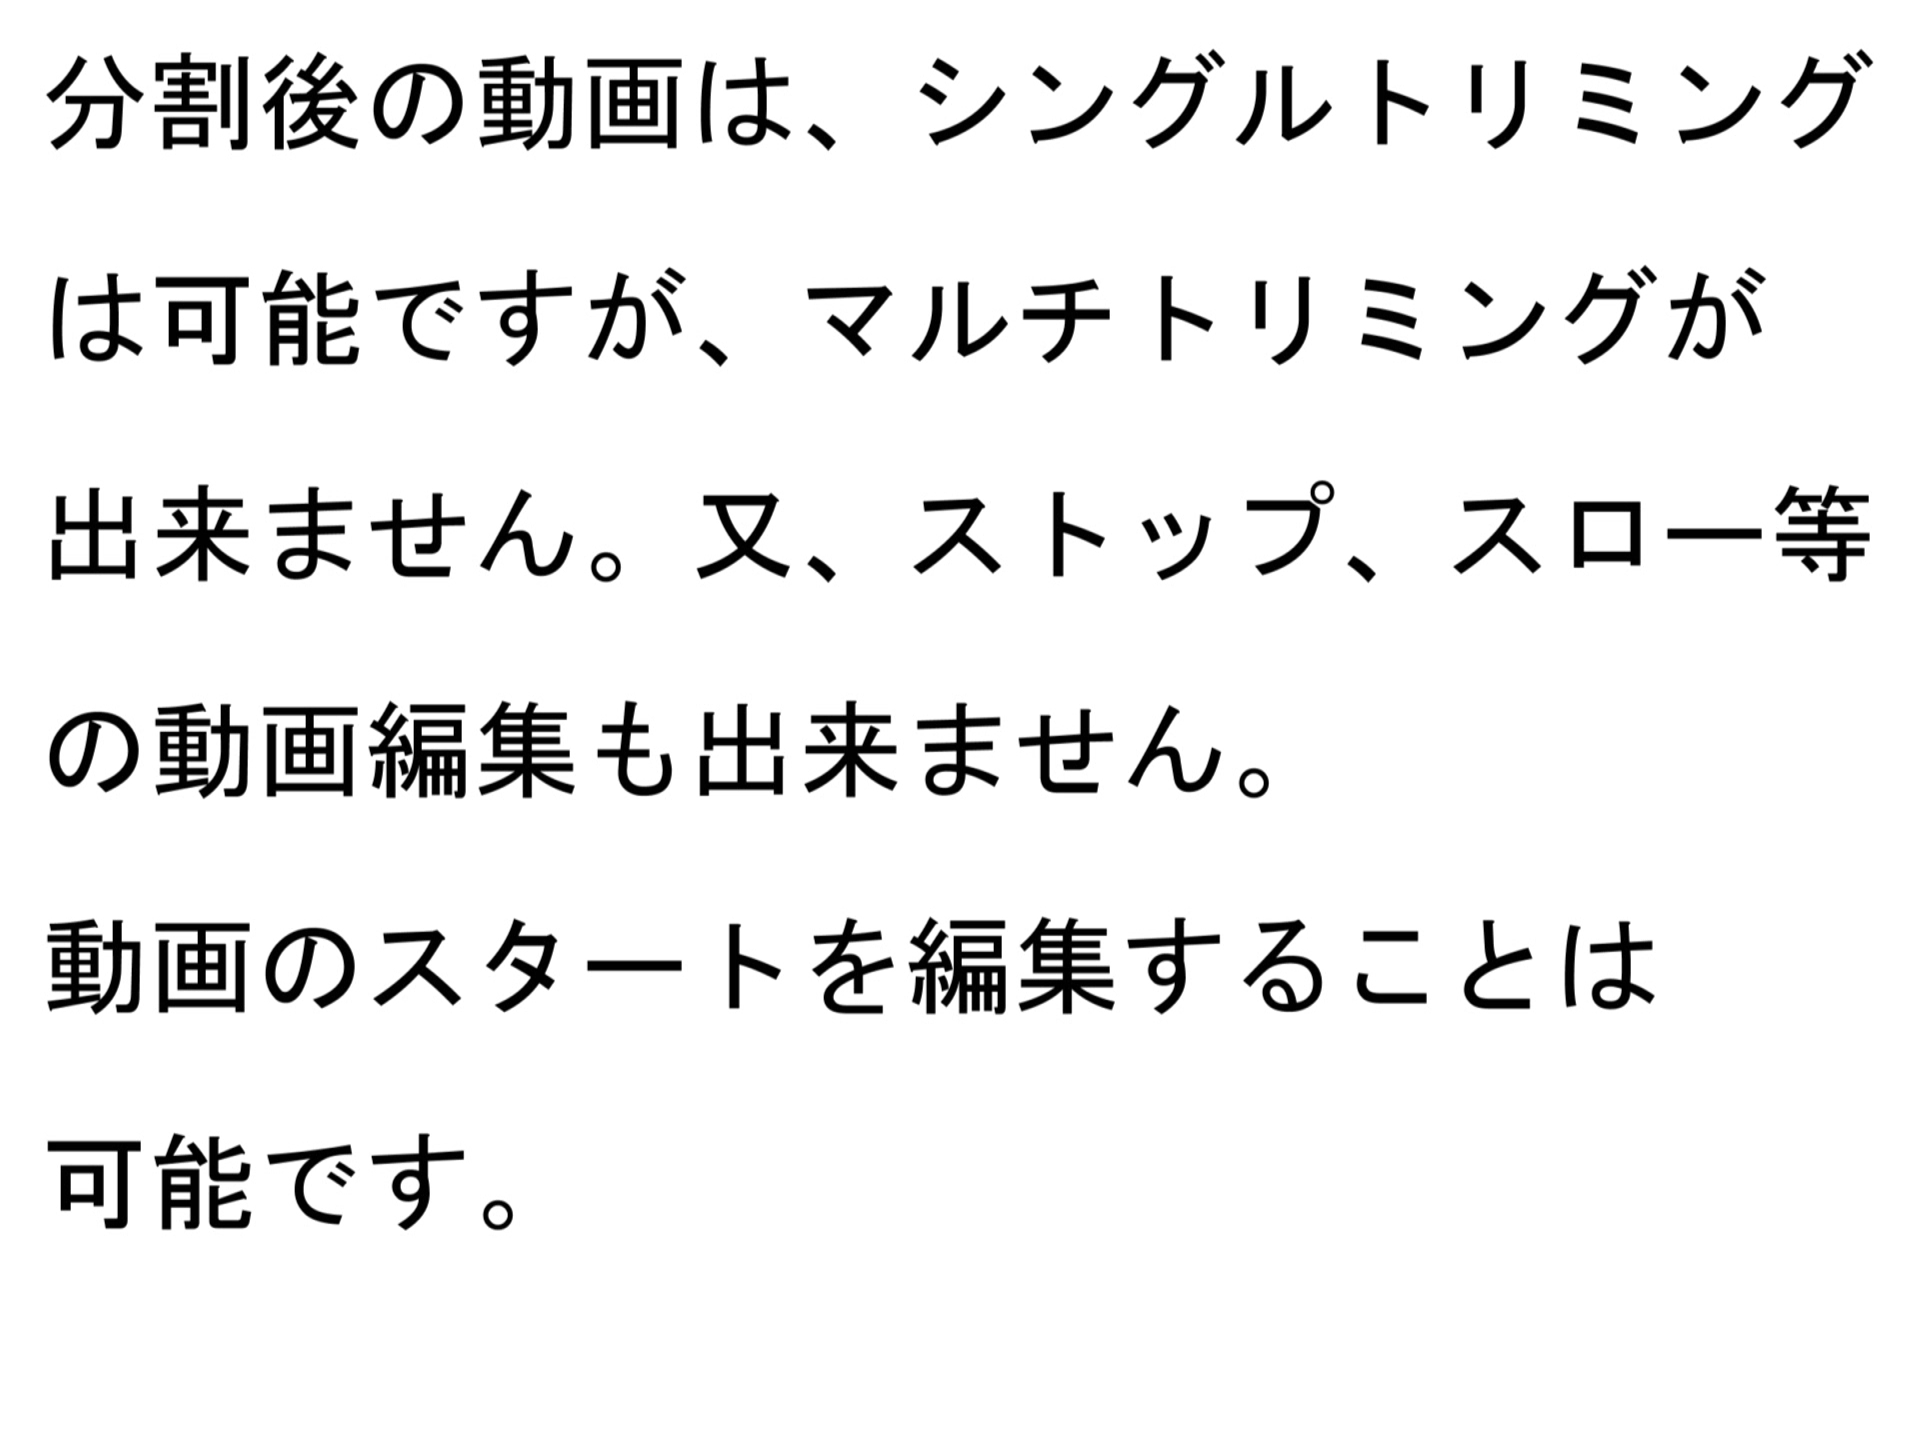 分割後の動画は、シングルトリミング
は可能ですが、マルチトリミングが
出来ません。又、ストップ、スロー等
の動画編集も出来ません。
動画のスタートを編集することは
可能です。